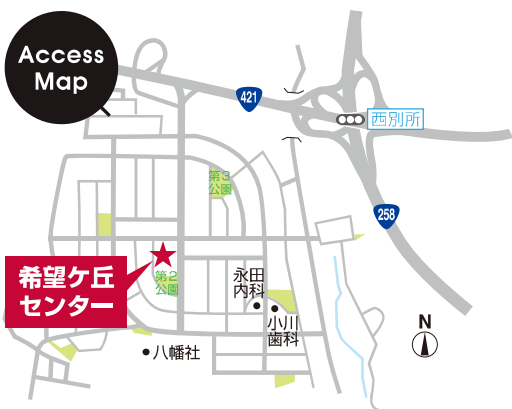 Access
Map
421
西別所
第3
公園
258
希望ケ丘
センター
第2
公園
永田
内科
小川
歯科
八幡社
N